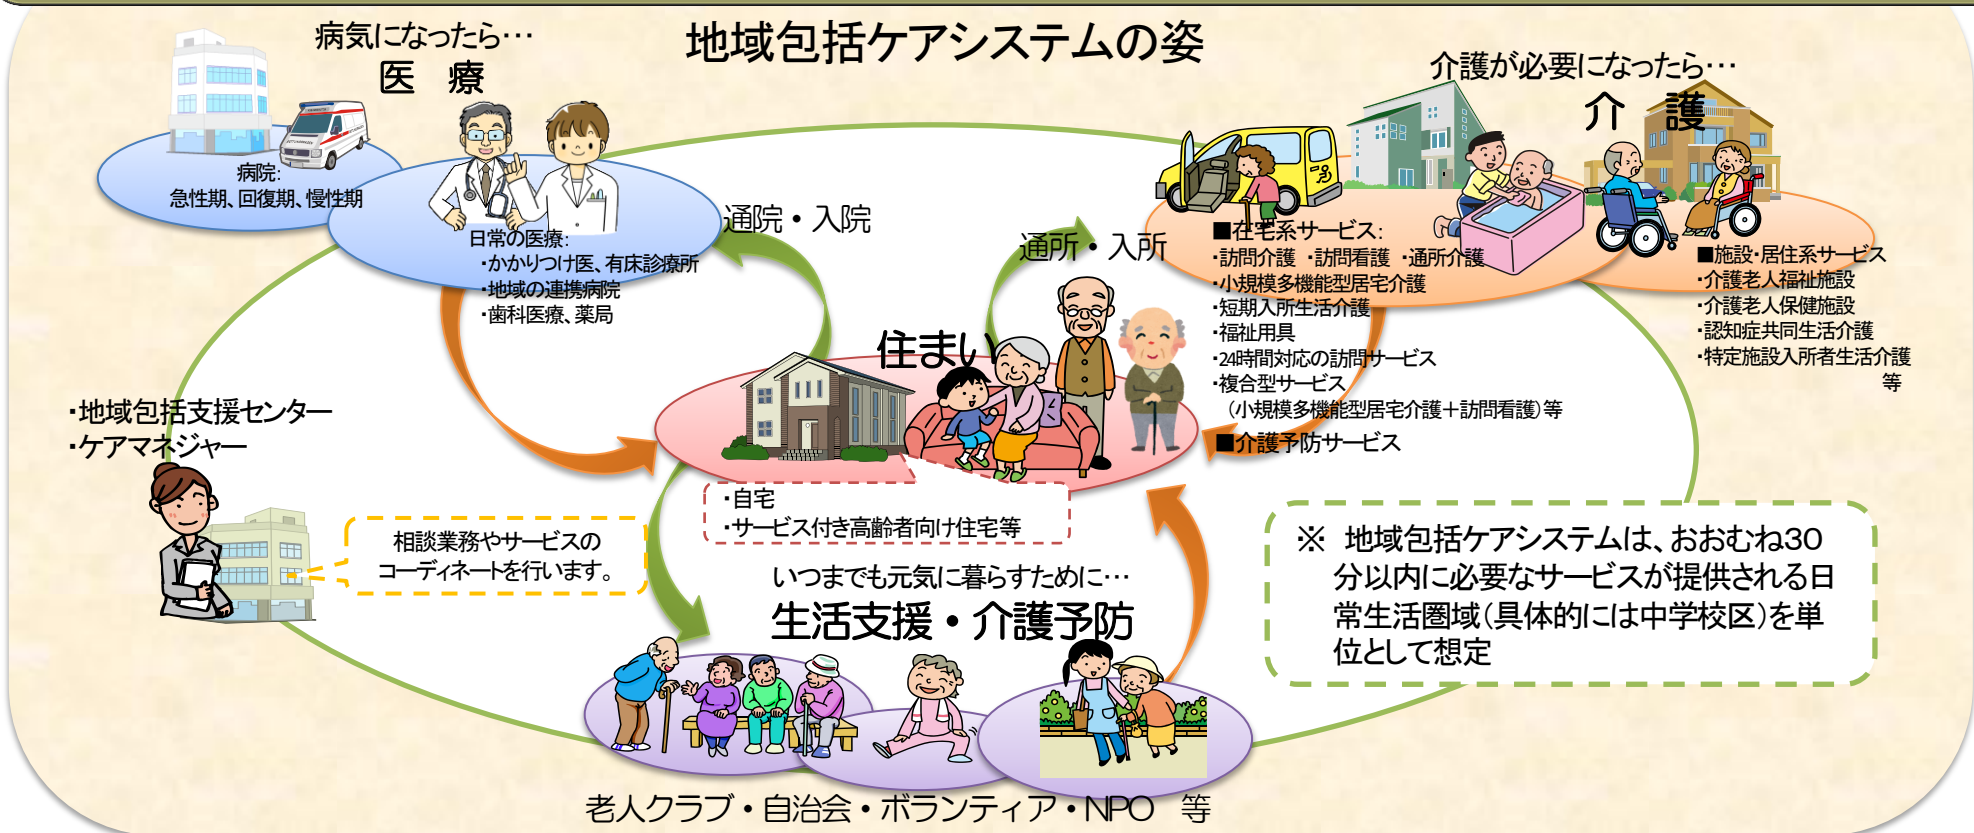 地域包括ケアシステムの姿
病気になったら…
医 療
病院:
急性期、回復期、慢性期
日常の医療:
・かかりつけ医、有床診療所
・地域の連携病院
・歯科医療、薬局
通院・入院
通所・入所
介護が必要になったら…
介 護
■在宅系サービス:
・訪問介護 ・訪問看護 ・通所介護
・小規模多機能型居宅介護
・短期入所生活介護
・福祉用具
・24時間対応の訪問サービス
・複合型サービス
(小規模多機能型居宅介護＋訪問看護)等
■介護予防サービス
■施設・居住系サービス
・介護老人福祉施設
・介護老人保健施設
・認知症共同生活介護
・特定施設入所者生活介護
等
住まい
・自宅
・サービス付き高齢者向け住宅等
・地域包括支援センター
・ケアマネジャー
相談業務やサービスの
コーディネートを行います。
いつまでも元気に暮らすために…
生活支援・介護予防
老人クラブ・自治会・ボランティア・NPO 等
※ 地域包括ケアシステムは、おおむね30
分以内に必要なサービスが提供される日
常生活圏域(具体的には中学校区)を単
位として想定